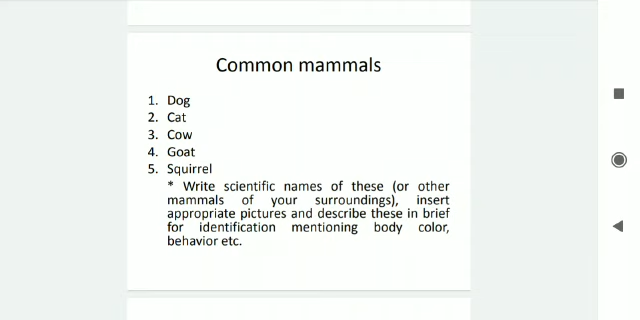 Common mammals
1. Dog
2. Cat
3. Cow
4. Goat
5. Squirrel
* Write scientific names of these (or other
mammals of your surroundings), insert
appropriate pictures and describe these in brief
for identification mentioning body color,
behavior etc.